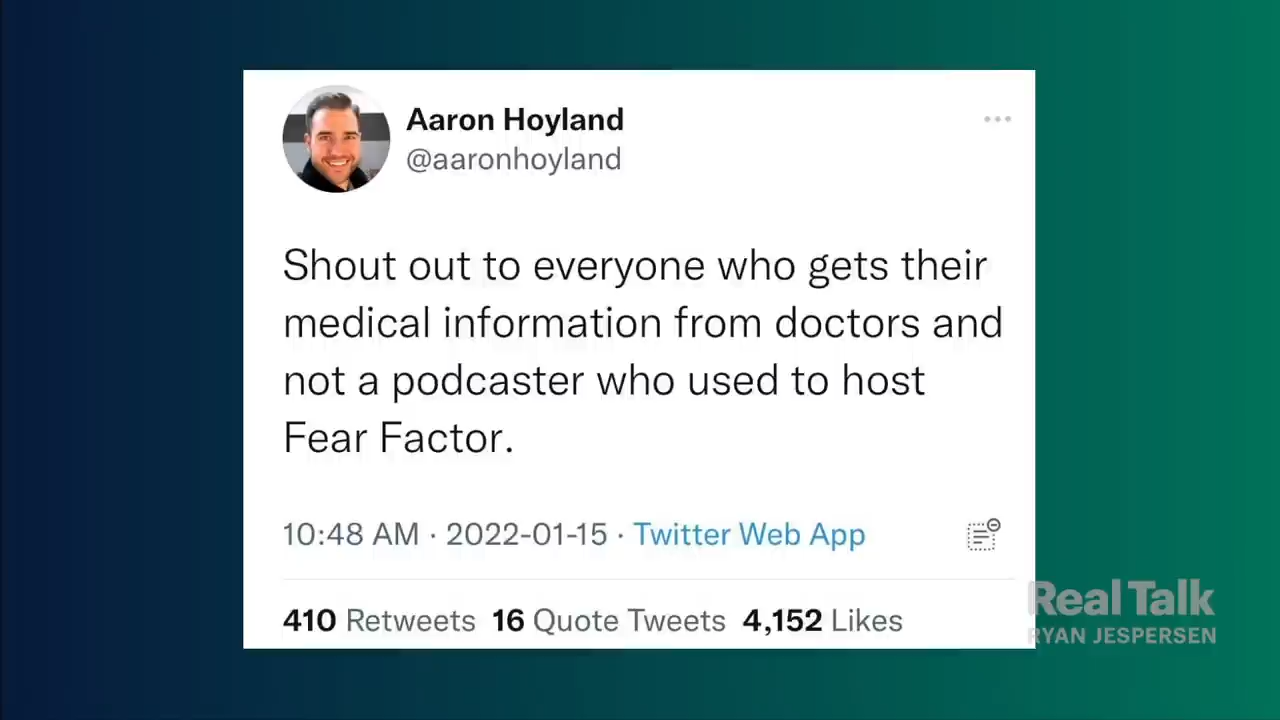 Aaron Hoyland
@aaronhoyland
Shout out to everyone who gets their
medical information from doctors and
not a podcaster who used to host
Fear Factor.
10:48 AM · 2022-01-15 · Twitter Web App
410 Retweets 16 Quote Tweets 4,152 Likes
Real Talk
RYAN JESPERSEN